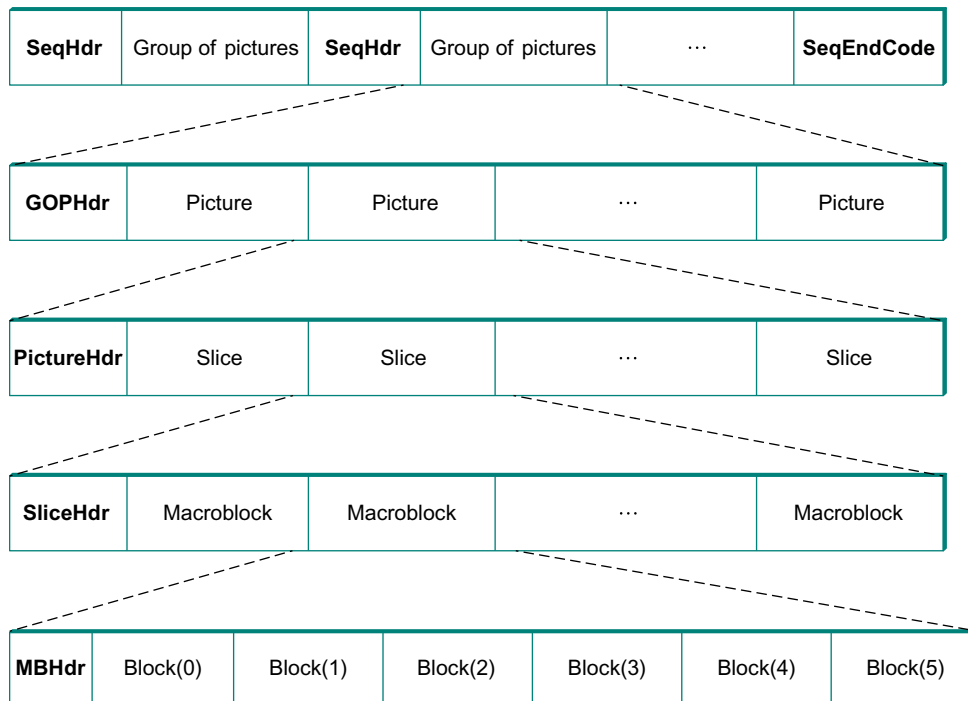 SeqHdr Group of pictures SeqHdr Group of pictures ⋯ SeqEndCode
GOPHdr Picture Picture ⋯ Picture
PictureHdr Slice Slice ⋯ Slice
SliceHdr Macroblock Macroblock ⋯ Macroblock
MBHdr Block(0) Block(1) Block(2) Block(3) Block(4) Block(5)